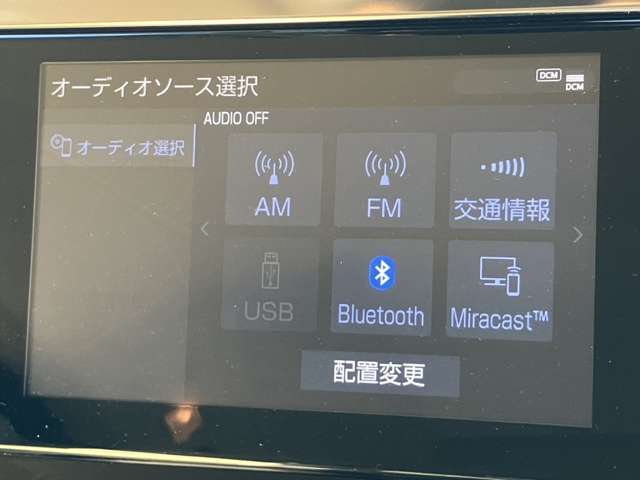 オーディオソース選択
DCM
DCM
オーディオ選択
AUDIO OFF
AM
FM
交通情報
USB
Bluetooth
Miracast™
配置変更